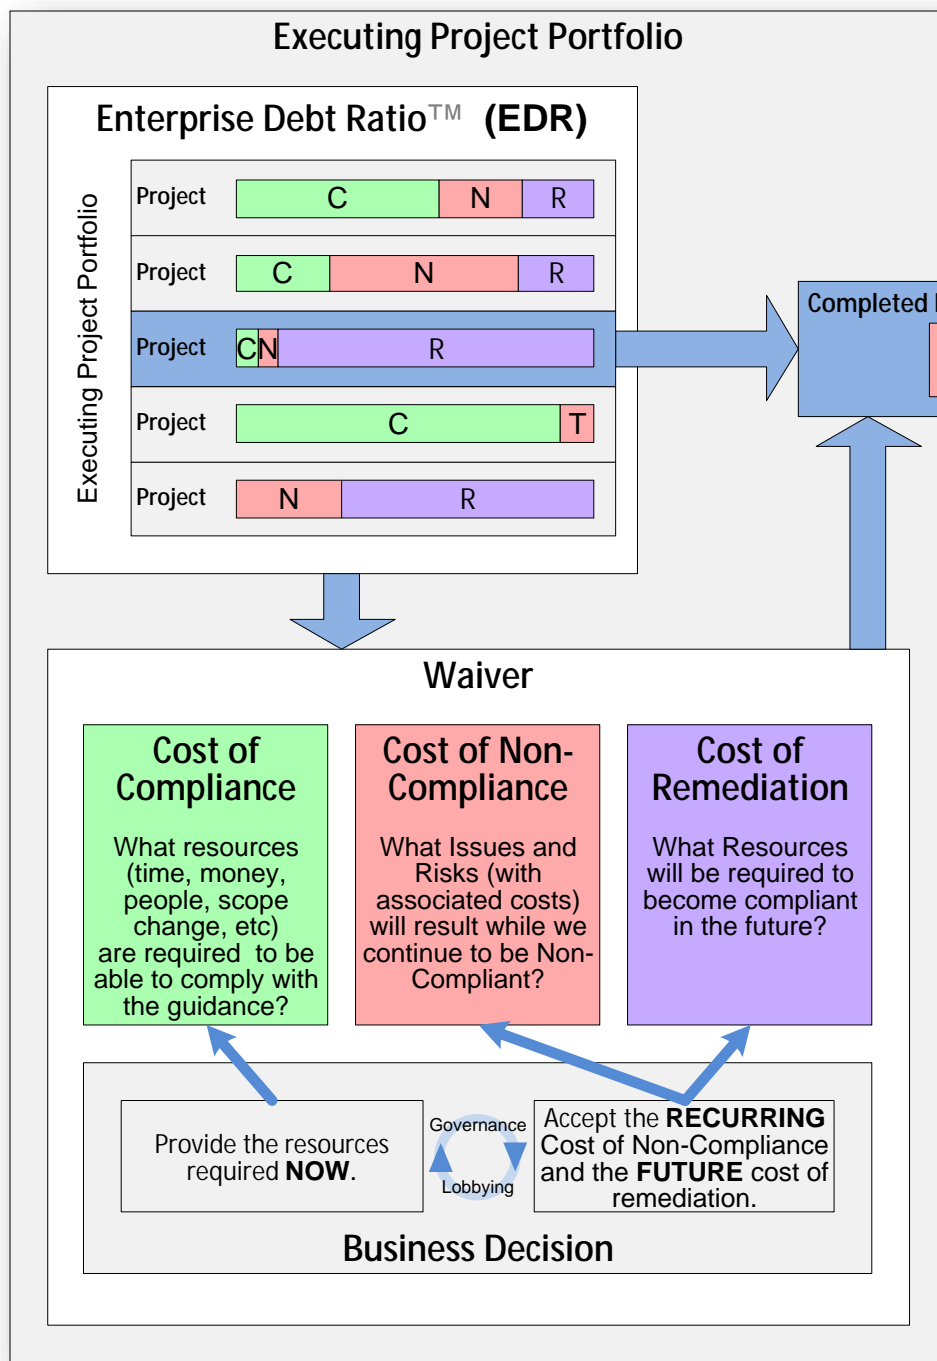 Executing Project Portfolio
Enterprise Debt Ratio™ (EDR)
Executing Project Portfolio
Project C N R
Project C N R
Project C N R
Project C T
Project N R
Completed
Waiver
Cost of
Compliance
What resources
(time, money,
people, scope
change, etc)
are required to be
able to comply with
the guidance?
Cost of Non-
Compliance
What Issues and
Risks (with
associated costs)
will result while we
continue to be Non-
Compliant?
Cost of
Remediation
What Resources
will be required to
become compliant
in the future?
Provide the resources
required NOW.
Governance
Lobbying
Accept the RECURRING
Cost of Non-Compliance
and the FUTURE cost of
remediation.
Business Decision